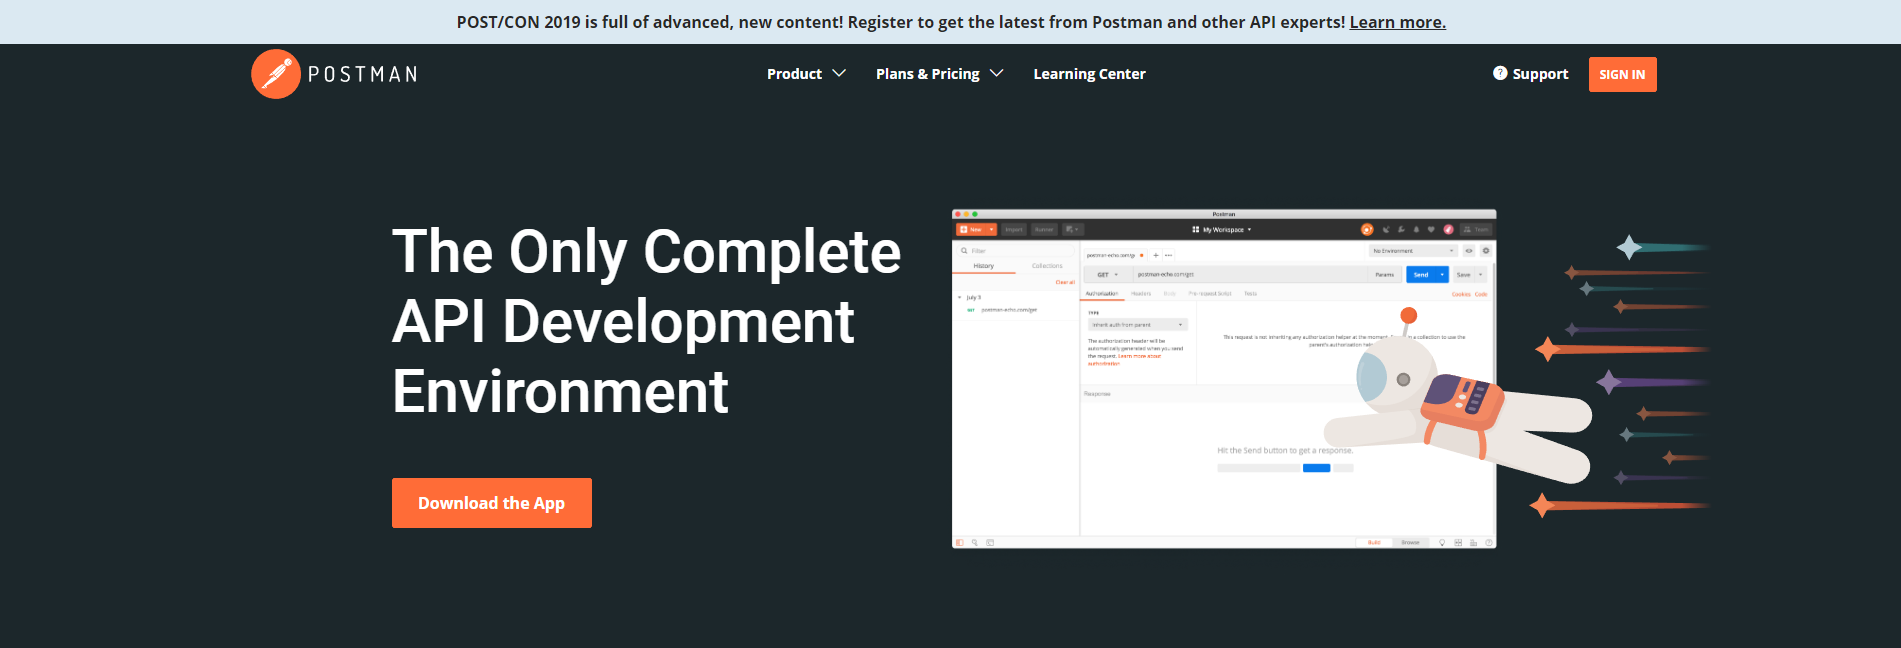 POST/CON 2019 is full of advanced, new content! Register to get the latest from Postman and other API experts! Learn more.
POSTMAN
Product
Plans & Pricing
Learning Center
? Support
SIGN IN
The Only Complete
API Development
Environment
Download the App
Postman
New
Import
Runner
My Workspace
Team
Filter
History
Collections
Clear all
July 3
GET postman-echo.com/get
postman-echo.com/ge
No Environment
GET
postman-echo.com/get
Params
Send
Save
Authorization
Headers
Body
Pre-request Script
Tests
Cookies
Code
TYPE
Inherit auth from parent
The authorization header will be
automatically generated when you send
the request. Learn more about
authorization
This request is not inheriting any authorization helper at the moment.
a collection to use the
parent's authorization
Response
Hit the Send button to get a response.
Build
Browse